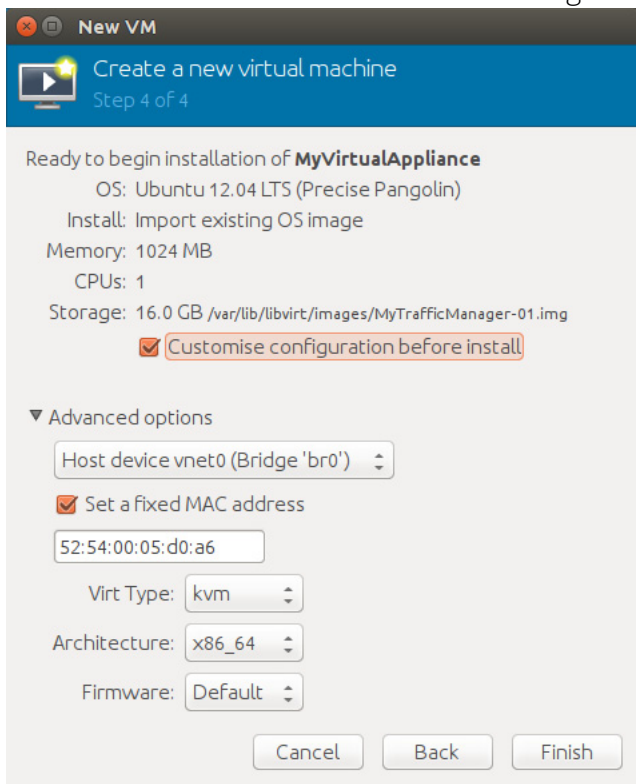 New VM
Create a new virtual machine
Step 4 of 4
Ready to begin installation of MyVirtualAppliance
OS: Ubuntu 12.04 LTS (Precise Pangolin)
Install: Import existing OS image
Memory: 1024 MB
CPUs: 1
Storage: 16.0 GB /var/lib/libvirt/images/MyTrafficManager-01.img
Customise configuration before install
Advanced options
Host device vnet0 (Bridge 'br0')
Set a fixed MAC address
52:54:00:05:d0:a6
Virt Type: kvm
Architecture: x86_64
Firmware: Default
Cancel Back Finish